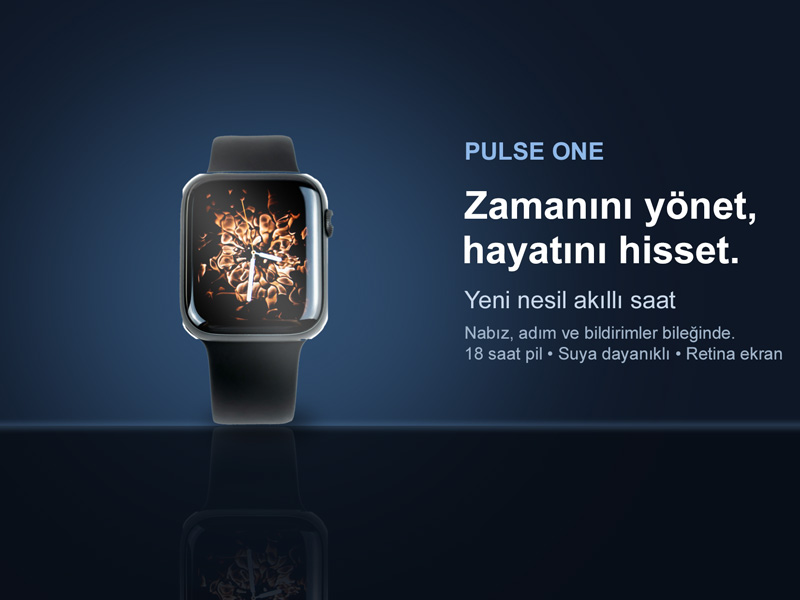 PULSE ONE
Zamanını yönet,
hayatını hisset.
Yeni nesil akıllı saat
Nabız, adım ve bildirimler bileğinde.
18 saat pil • Suya dayanıklı • Retina ekran